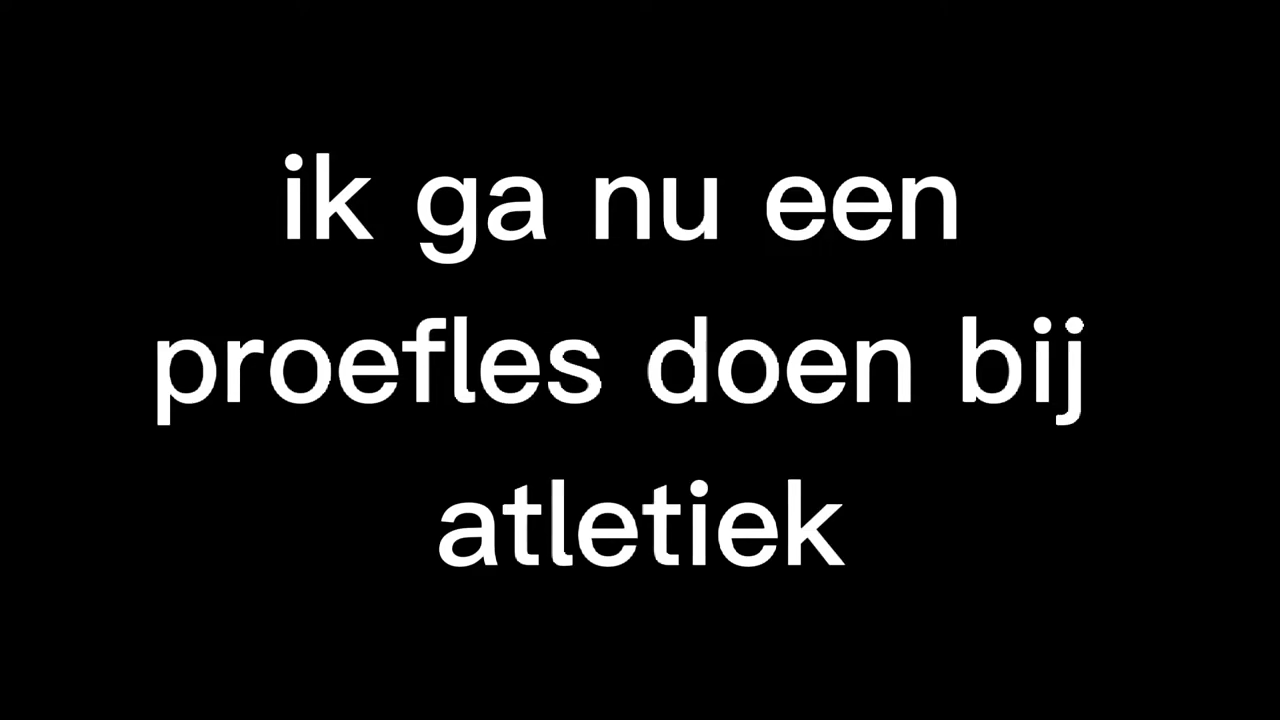 ik ga nu een
proefles doen bij
atletiek